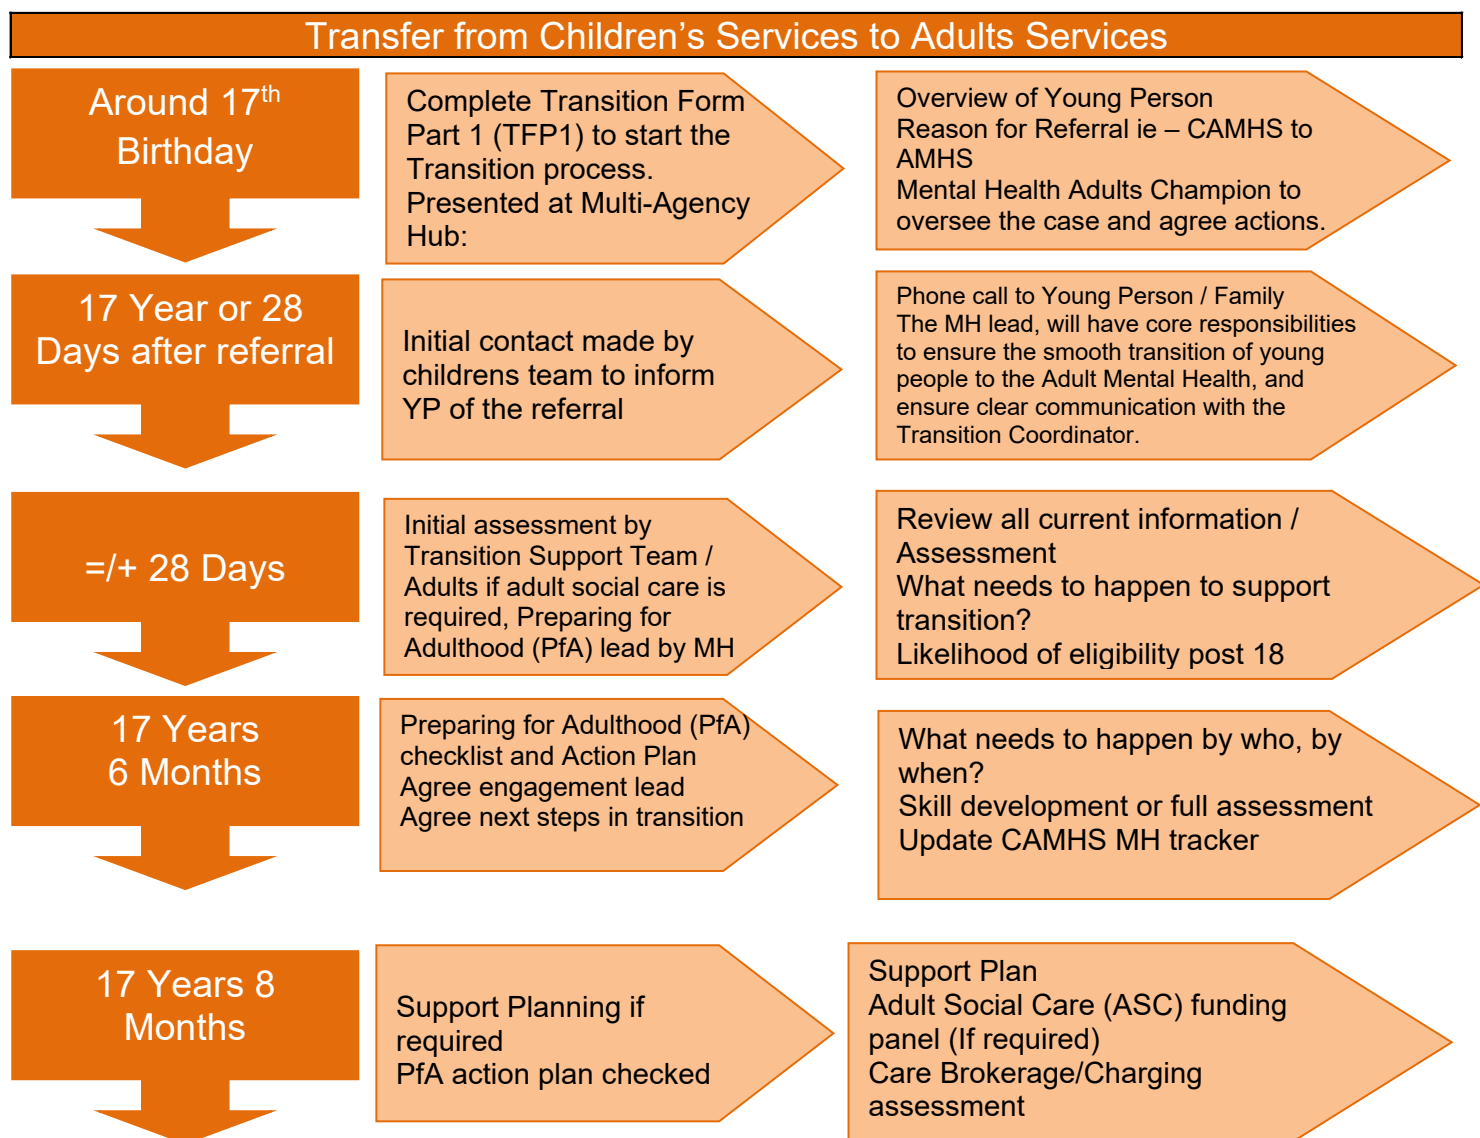 Transfer from Children’s Services to Adults Services
Around 17th
Birthday
Complete Transition Form
Part 1 (TFP1) to start the
Transition process.
Presented at Multi-Agency
Hub:
Overview of Young Person
Reason for Referral ie – CAMHS to
AMHS
Mental Health Adults Champion to
oversee the case and agree actions.
17 Year or 28
Days after referral
Initial contact made by
childrens team to inform
YP of the referral
Phone call to Young Person / Family
The MH lead, will have core responsibilities
to ensure the smooth transition of young
people to the Adult Mental Health, and
ensure clear communication with the
Transition Coordinator.
=/+ 28 Days
Initial assessment by
Transition Support Team /
Adults if adult social care is
required, Preparing for
Adulthood (PfA) lead by MH
Review all current information /
Assessment
What needs to happen to support
transition?
Likelihood of eligibility post 18
17 Years
6 Months
Preparing for Adulthood (PfA)
checklist and Action Plan
Agree engagement lead
Agree next steps in transition
What needs to happen by who, by
when?
Skill development or full assessment
Update CAMHS MH tracker
17 Years 8
Months
Support Planning if
required
PfA action plan checked
Support Plan
Adult Social Care (ASC) funding
panel (If required)
Care Brokerage/Charging
assessment